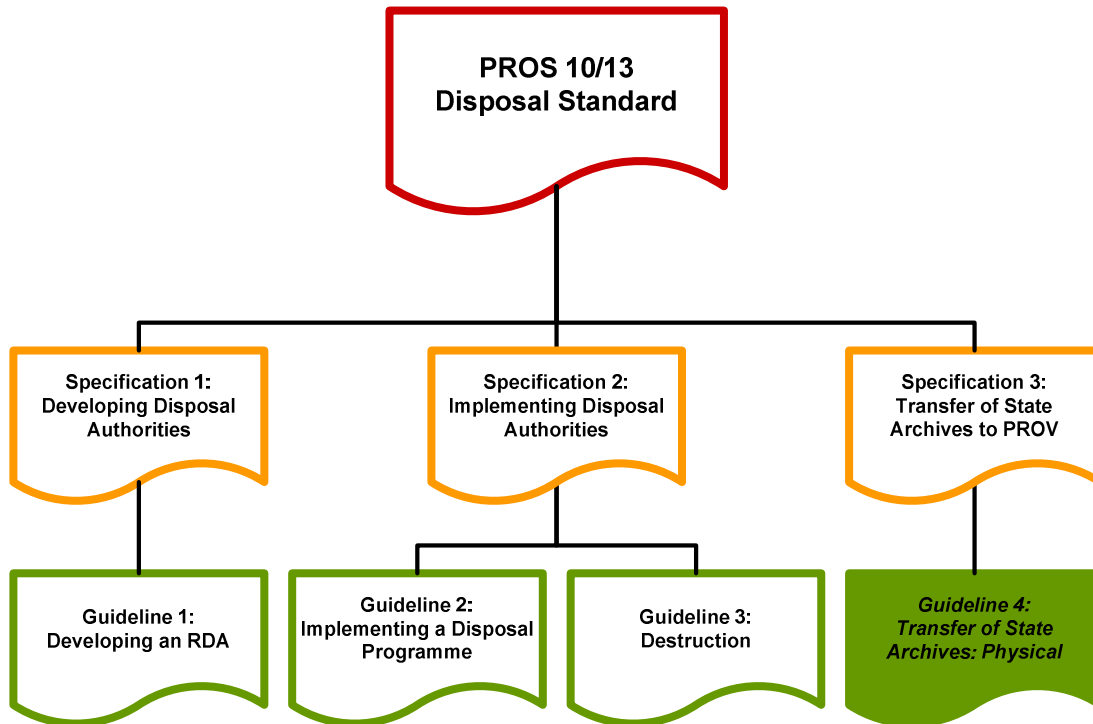 PROS 10/13
Disposal Standard
Specification 1:
Developing Disposal
Authorities
Specification 2:
Implementing Disposal
Authorities
Specification 3:
Transfer of State
Archives to PROV
Guideline 1:
Developing an RDA
Guideline 2:
Implementing a Disposal
Programme
Guideline 3:
Destruction
Guideline 4:
Transfer of State
Archives: Physical